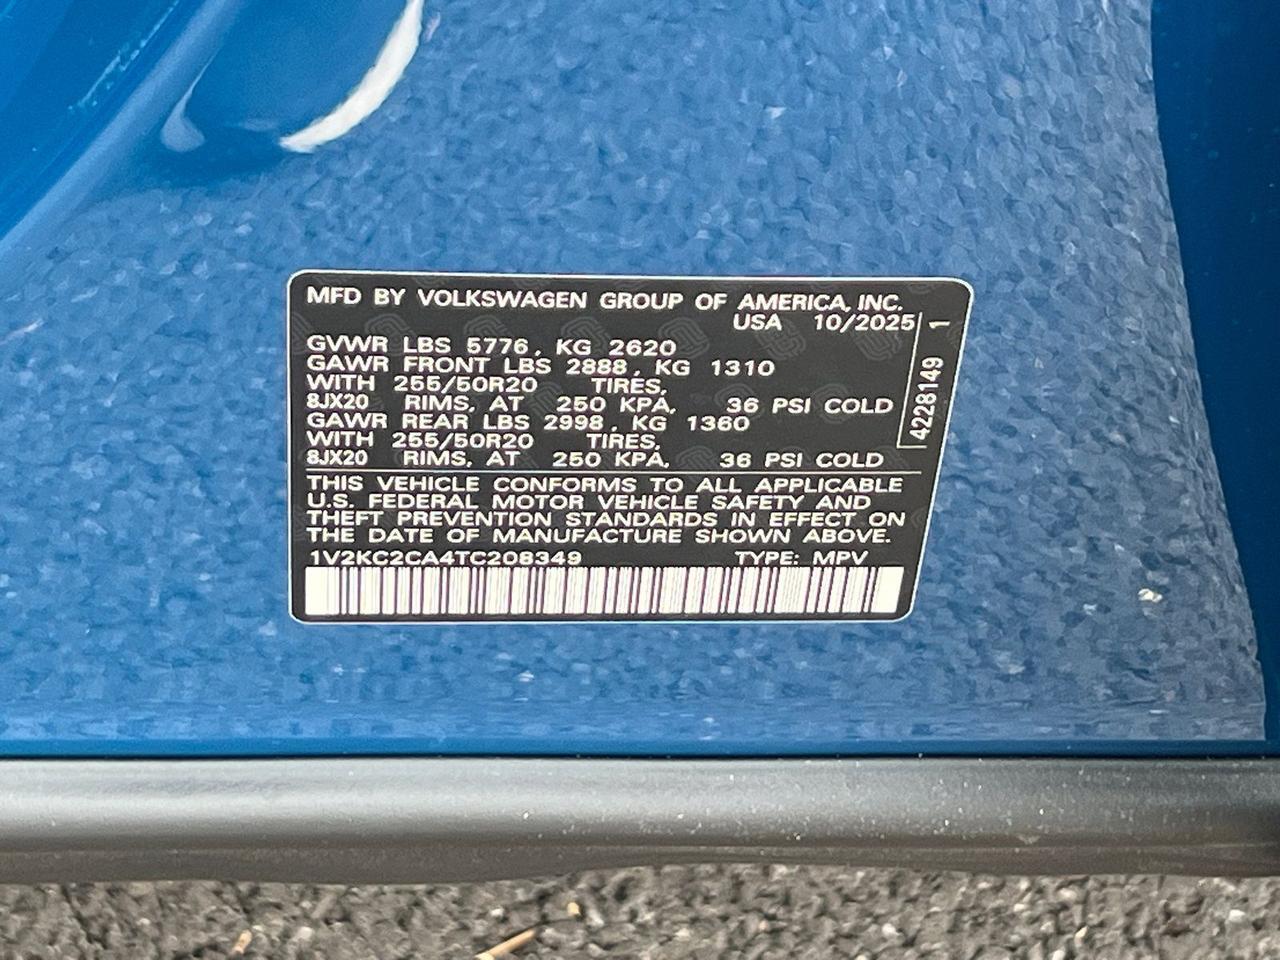 MFD BY VOLKSWAGEN GROUP OF AMERICA, INC.
USA 10/2025
GVWR LBS 5776, KG 2620
GAWR FRONT LBS 2888, KG 1310
WITH 255/50R20 TIRES,
8JX20 RIMS, AT 250 KPA, 36 PSI COLD
GAWR REAR LBS 2998, KG 1360
WITH 255/50R20 TIRES,
8JX20 RIMS, AT 250 KPA, 36 PSI COLD
THIS VEHICLE CONFORMS TO ALL APPLICABLE
U.S. FEDERAL MOTOR VEHICLE SAFETY AND
THEFT PREVENTION STANDARDS IN EFFECT ON
THE DATE OF MANUFACTURE SHOWN ABOVE.
1V2KC2CA4TC208349 TYPE: MPV
4228149 1